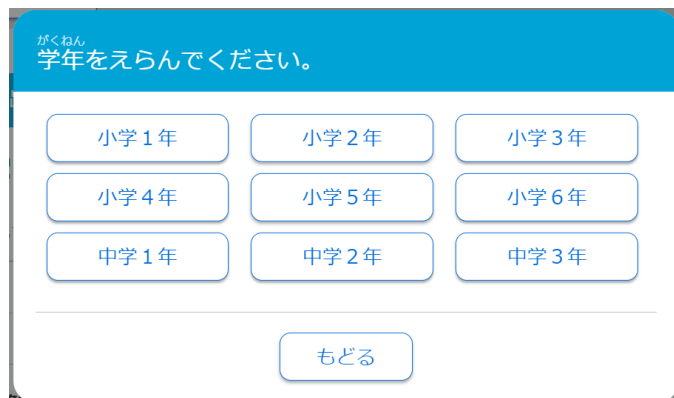 がくねん
学年をえらんでください。
小学1年 小学2年 小学3年
小学4年 小学5年 小学6年
中学1年 中学2年 中学3年
もどる